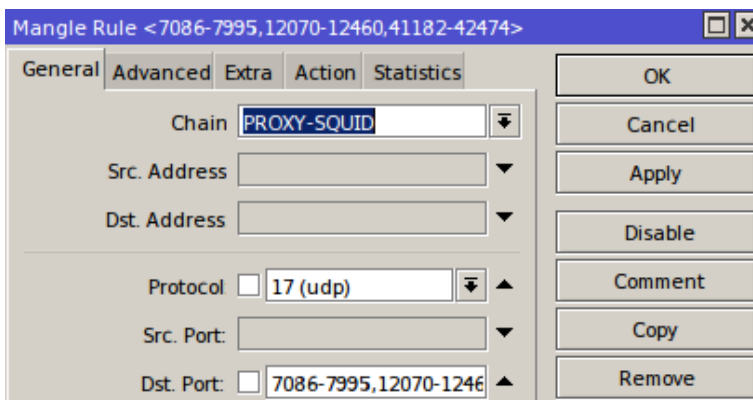 Mangle Rule <7086-7995,12070-12460,41182-42474>
General Advanced Extra Action Statistics
OK
Chain PROXY-SQUID
Cancel
Src. Address
Apply
Dst. Address
Disable
Protocol: 17 (udp)
Comment
Src. Port:
Copy
Dst. Port: 7086-7995,12070-1246
Remove